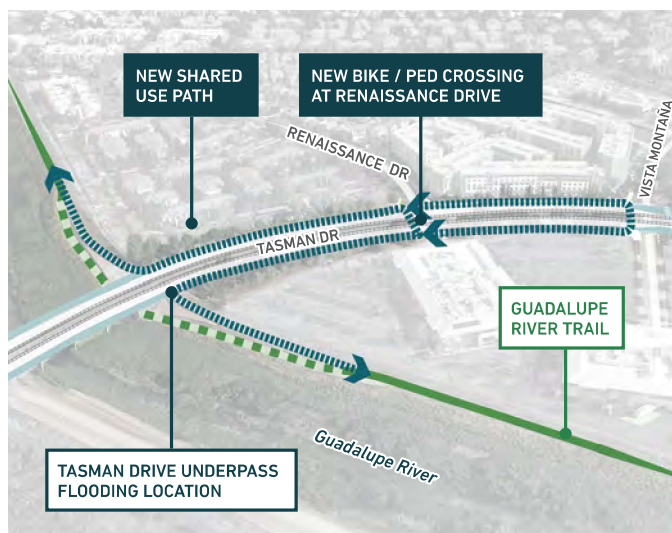 NEW SHARED
USE PATH
NEW BIKE / PED CROSSING
AT RENAISSANCE DRIVE
RENAISSANCE DR
VISTA MONTAÑA
TASMAN DR
GUADALUPE
RIVER TRAIL
Guadalupe River
TASMAN DRIVE UNDERPASS
FLOODING LOCATION